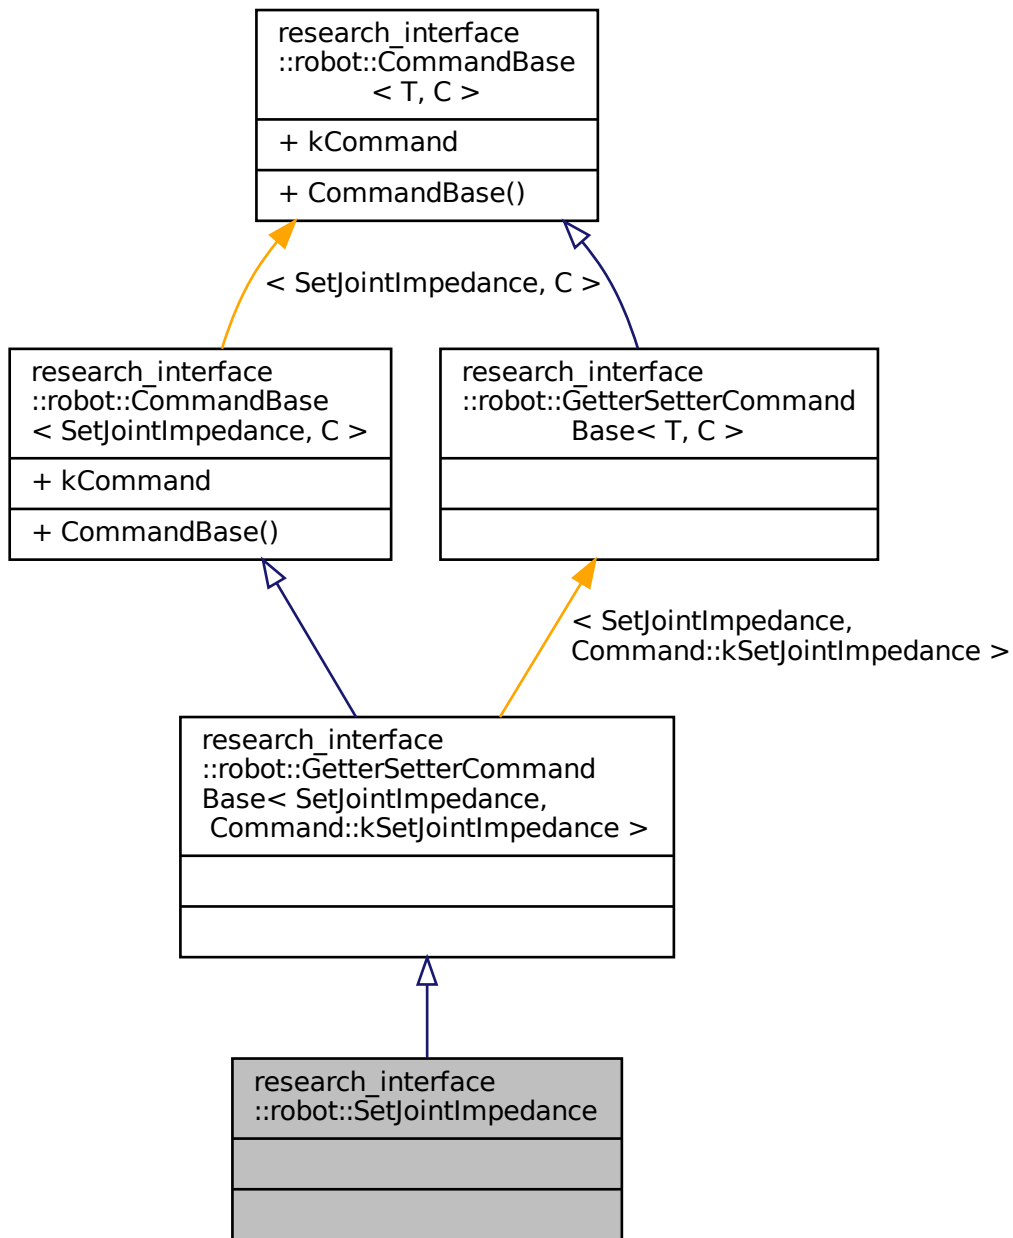 research_interface
::robot::CommandBase
< T, C >
+ kCommand
+ CommandBase()
< SetJointImpedance, C >
research_interface
::robot::CommandBase
< SetJointImpedance, C >
+ kCommand
+ CommandBase()
research_interface
::robot::GetterSetterCommand
Base< T, C >
< SetJointImpedance,
Command::kSetJointImpedance >
research_interface
::robot::GetterSetterCommand
Base< SetJointImpedance,
Command::kSetJointImpedance >
research_interface
::robot::SetJointImpedance